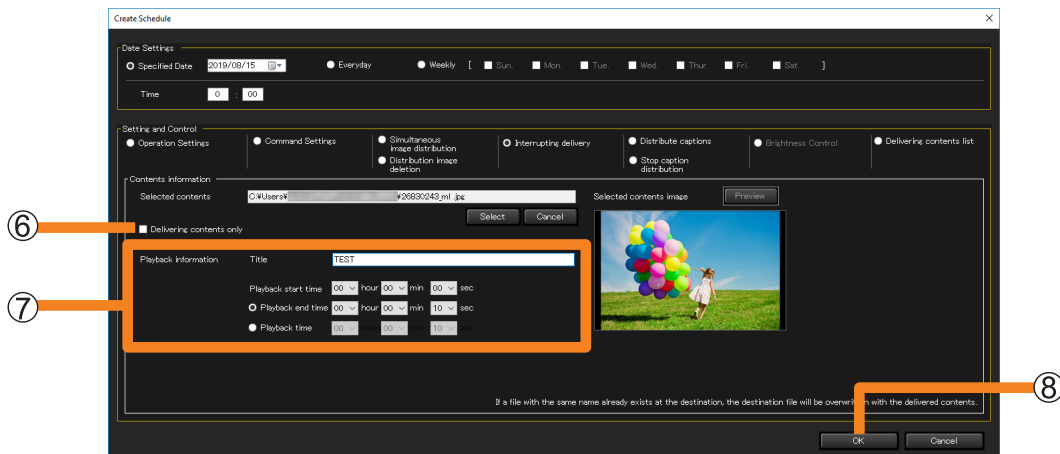 Create Schedule
Date Settings
Specified Date 2019/08/15 Everyday Weekly [ Sun. Mon. Tue. Wed. Thur. Fri. Sat. ]
Time 0 : 00
Setting and Control
Operation Settings Command Settings Simultaneous image distribution Interrupting delivery Distribute captions Brightness Control Delivering contents list
Distribution image deletion Stop caption distribution
Contents information
Selected contents C:¥Users¥ ¥26830243_ml .jpg Selected contents image Preview
Select Cancel
⑥ Delivering contents only
Playback information Title TEST
⑦ Playback start time 00 hour 00 min 00 sec
Playback end time 00 hour 00 min 10 sec
Playback time 00 hour 00 min 10 sec
⑧
If a file with the same name already exists at the destination, the destination file will be with the delivered contents.
OK Cancel